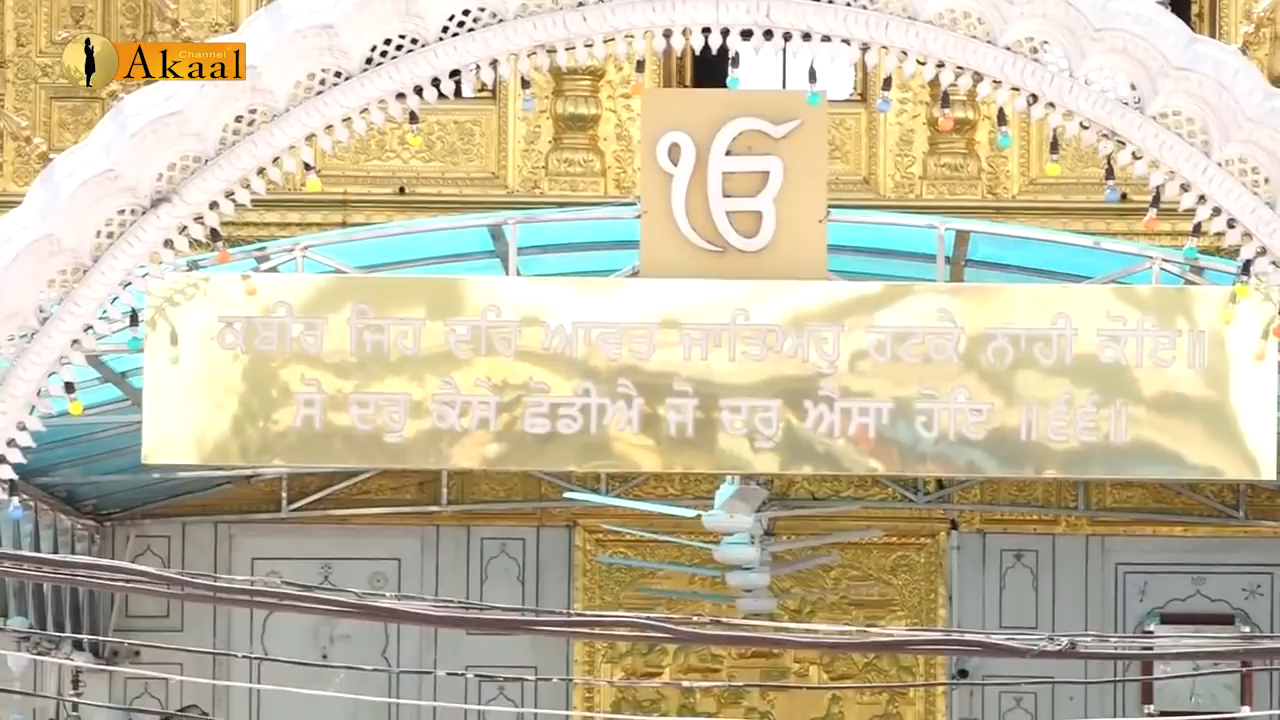 Channel
Akaal
ੴ
ਕਬੀਰ ਜਿਹ ਦਰਿ ਆਵਤ ਜਾਤਿਅਹੁ ਹਟਕੈ ਨਾਹੀ ਕੋਇ॥
ਸੋ ਦਰੁ ਕੈਸੇ ਛੋਡੀਐ ਜੋ ਦਰੁ ਐਸਾ ਹੋਇ ॥੬੬॥